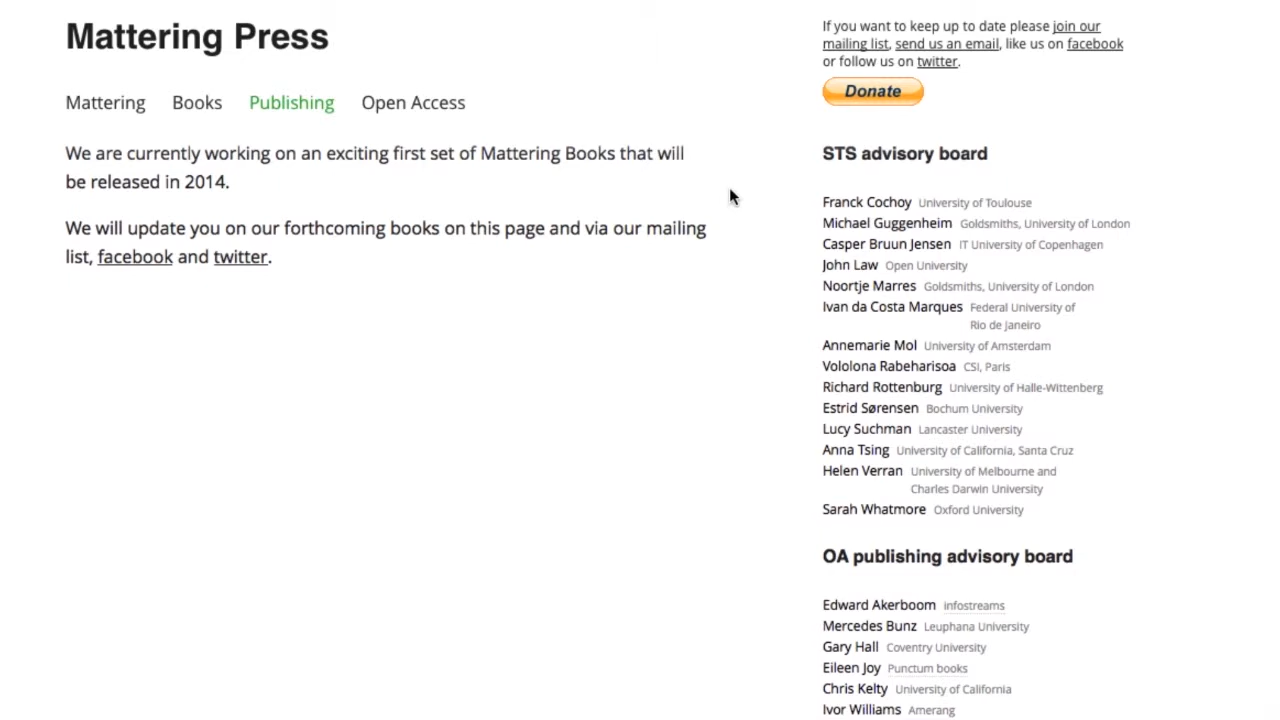 Mattering Press
Mattering Books Publishing Open Access
We are currently working on an exciting first set of Mattering Books that will
be released in 2014.
We will update you on our forthcoming books on this page and via our mailing
list, facebook and twitter.
If you want to keep up to date please join our
mailing list, send us an email, like us on facebook
or follow us on twitter.
Donate
STS advisory board
Franck Cochoy University of Toulouse
Michael Guggenheim Goldsmiths, University of London
Casper Bruun Jensen IT University of Copenhagen
John Law Open University
Noortje Marres Goldsmiths, University of London
Ivan da Costa Marques Federal University of
Rio de Janeiro
Annemarie Mol University of Amsterdam
Vololona Rabeharisoa CSI, Paris
Richard Rottenburg University of Halle-Wittenberg
Estrid Sørensen Bochum University
Lucy Suchman Lancaster University
Anna Tsing University of California, Santa Cruz
Helen Verran University of Melbourne and
Charles Darwin University
Sarah Whatmore Oxford University
OA publishing advisory board
Edward Akerboom infostreams
Mercedes Bunz Leuphana University
Gary Hall Coventry University
Eileen Joy Punctum books
Chris Kelty University of California
Ivor Williams Amerang